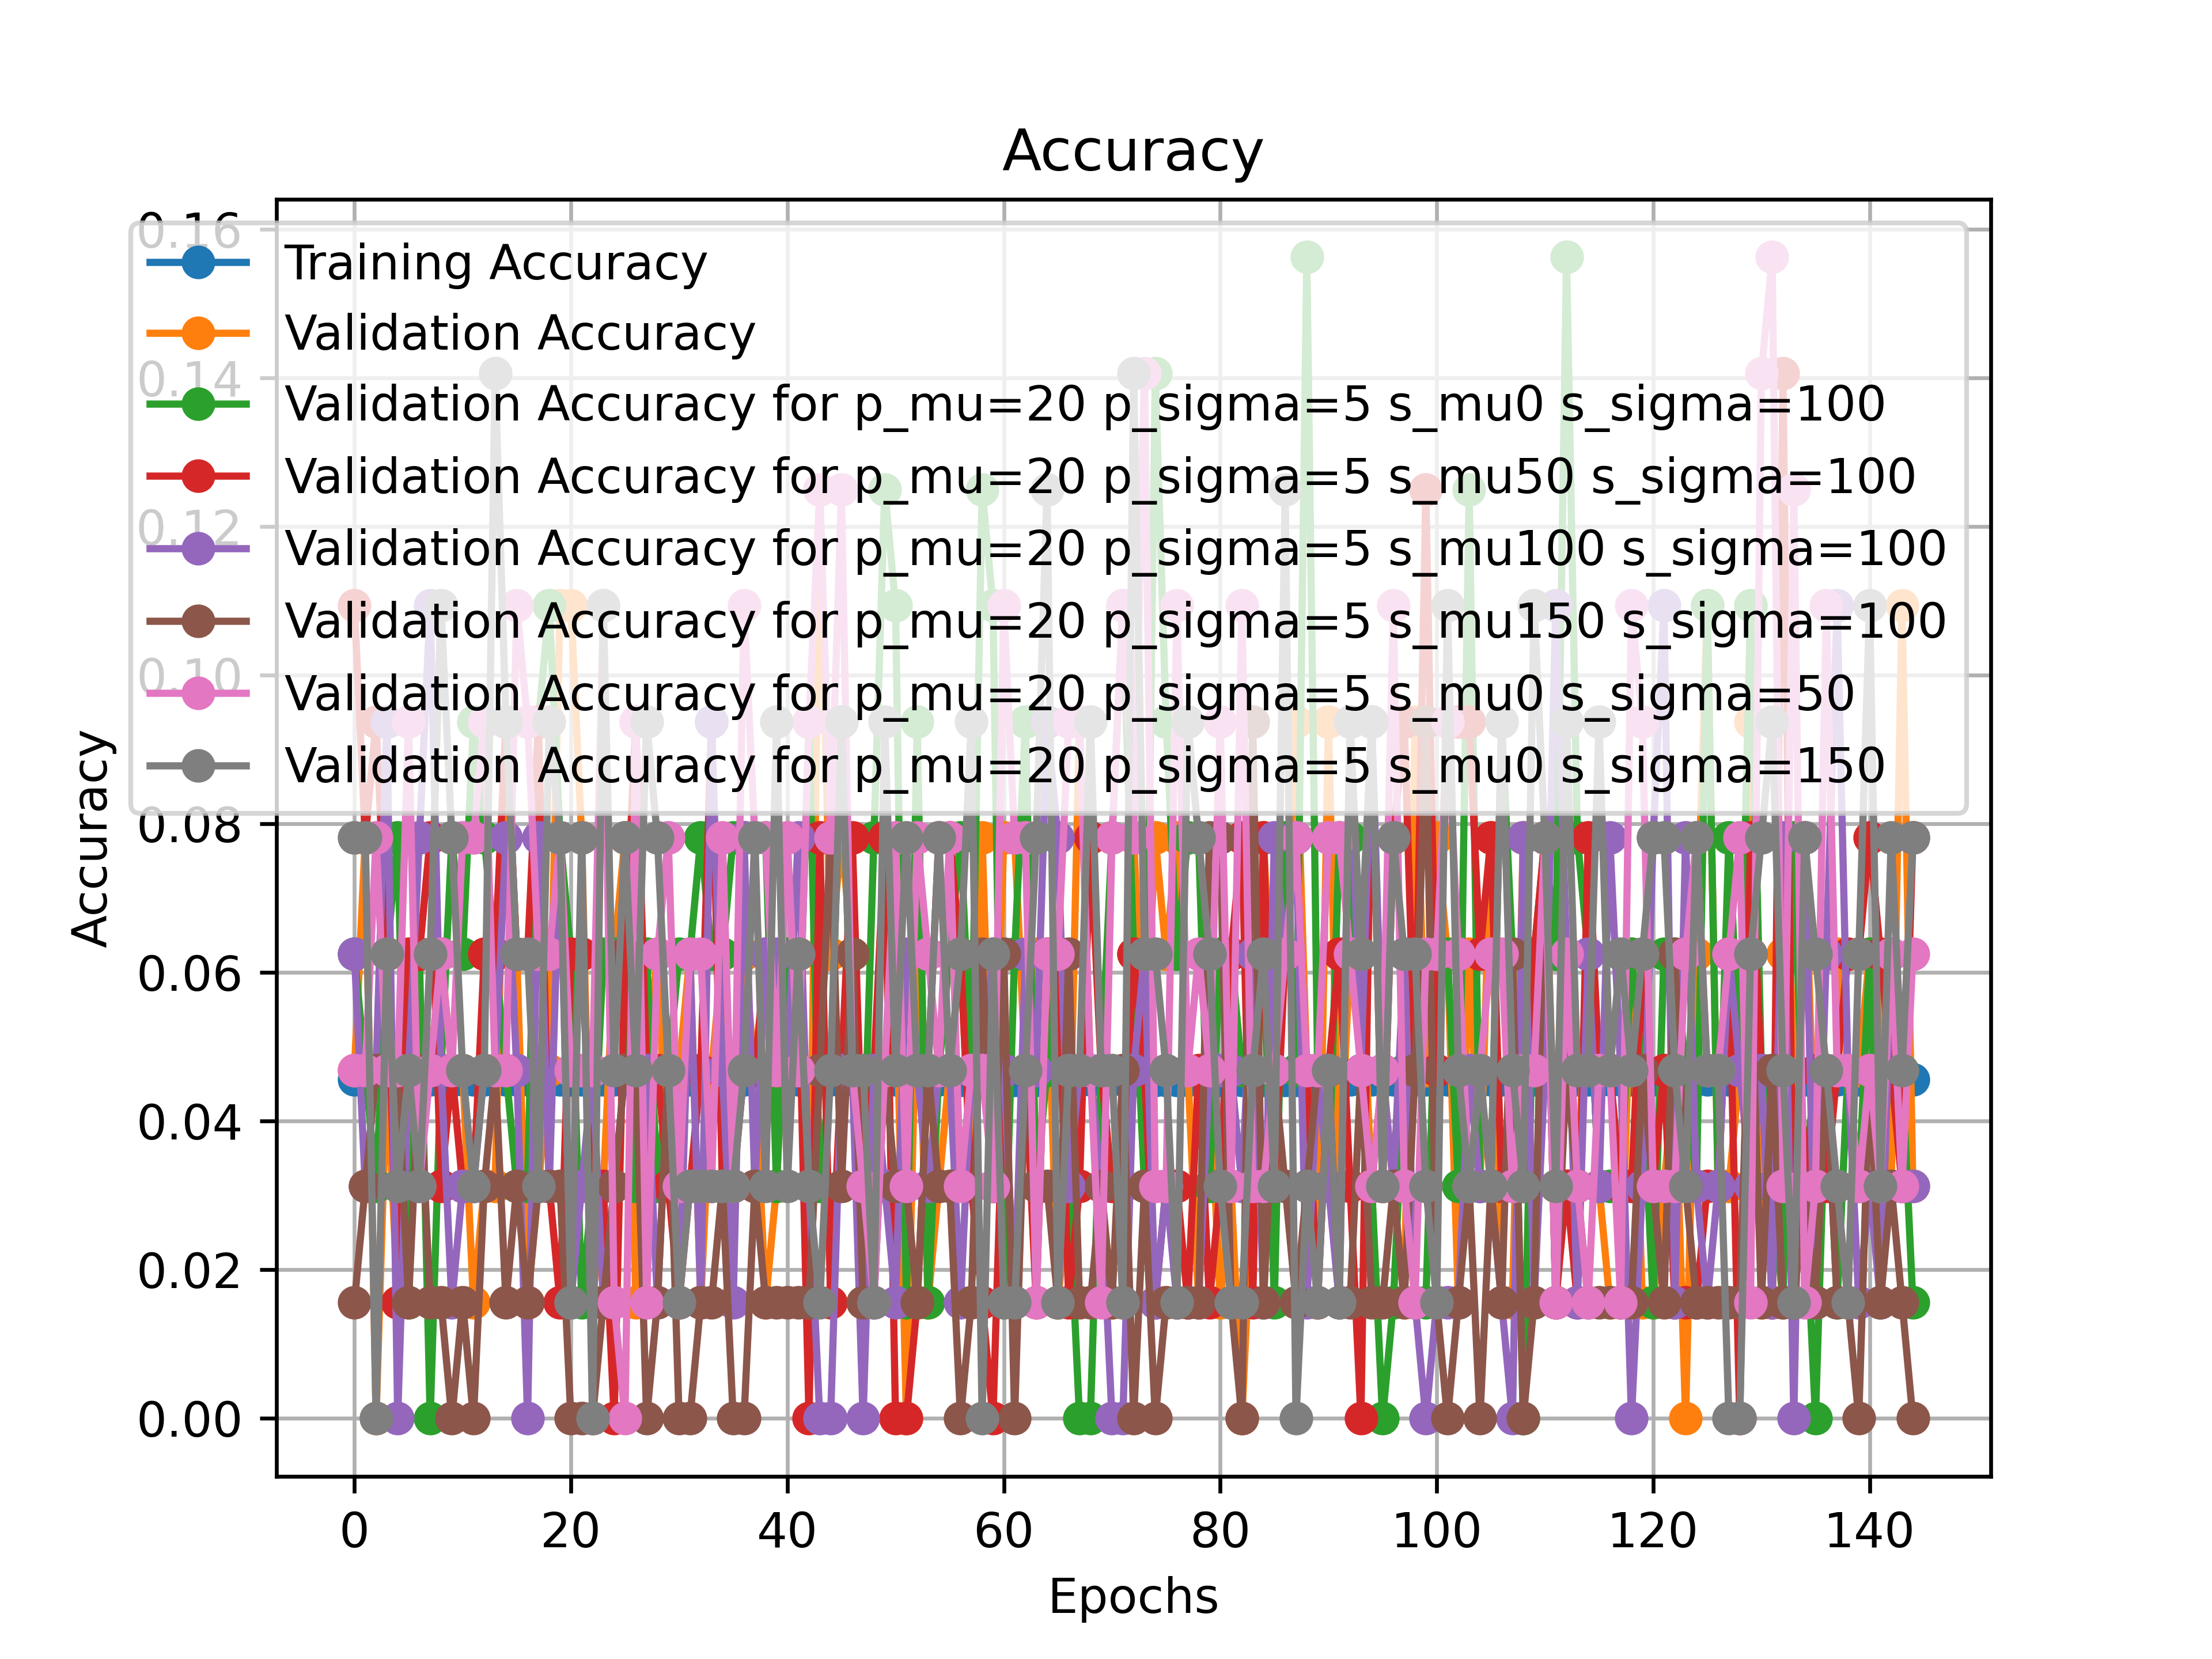 Accuracy
0.16
Training Accuracy
Validation Accuracy
0.14
Validation Accuracy for p_mu=20 p_sigma=5 s_mu0 s_sigma=100
Validation Accuracy for p_mu=20 p_sigma=5 s_mu50 s_sigma=100
0.12
Validation Accuracy for p_mu=20 p_sigma=5 s_mu100 s_sigma=100
Validation Accuracy for p_mu=20 p_sigma=5 s_mu150 s_sigma=100
0.10
Validation Accuracy for p_mu=20 p_sigma=5 s_mu0 s_sigma=50
Validation Accuracy for p_mu=20 p_sigma=5 s_mu0 s_sigma=150
0.08
Accuracy
0.06
0.04
0.02
0.00
0 20 40 60 80 100 120 140
Epochs